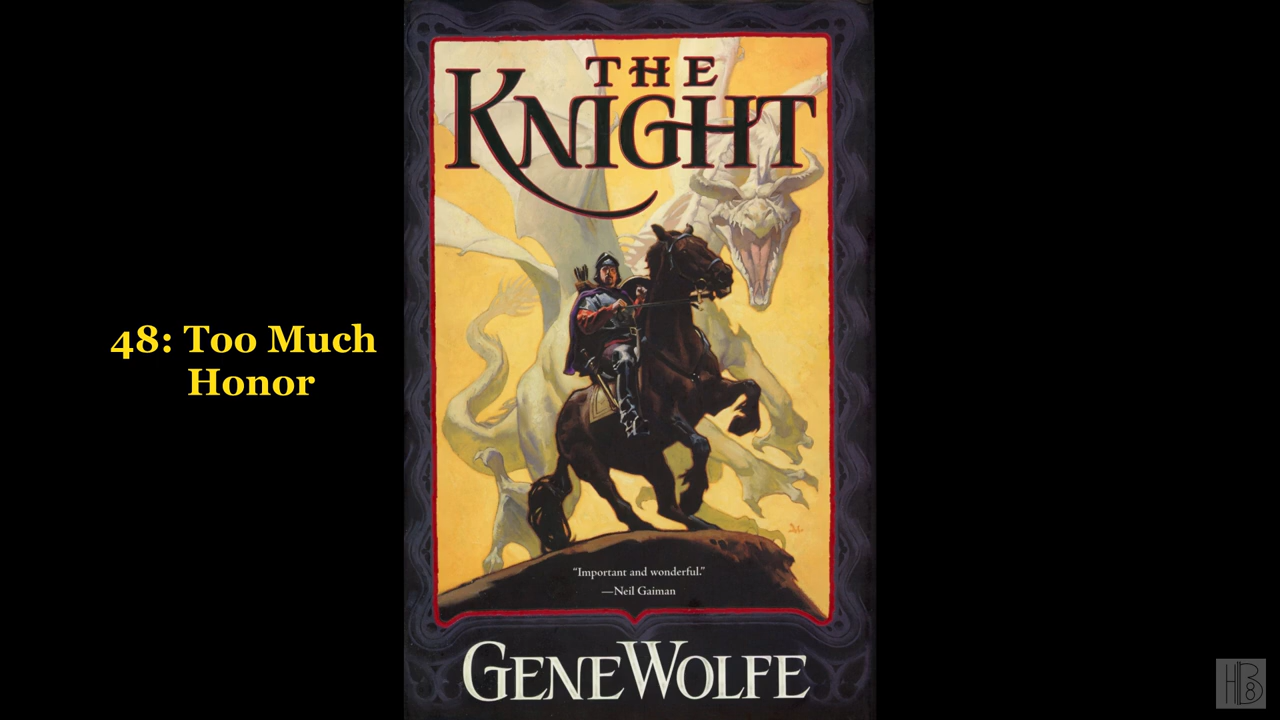 THE
KNIGHT
48: Too Much
Honor
“Important and wonderful.”
—Neil Gaiman
GENE WOLFE